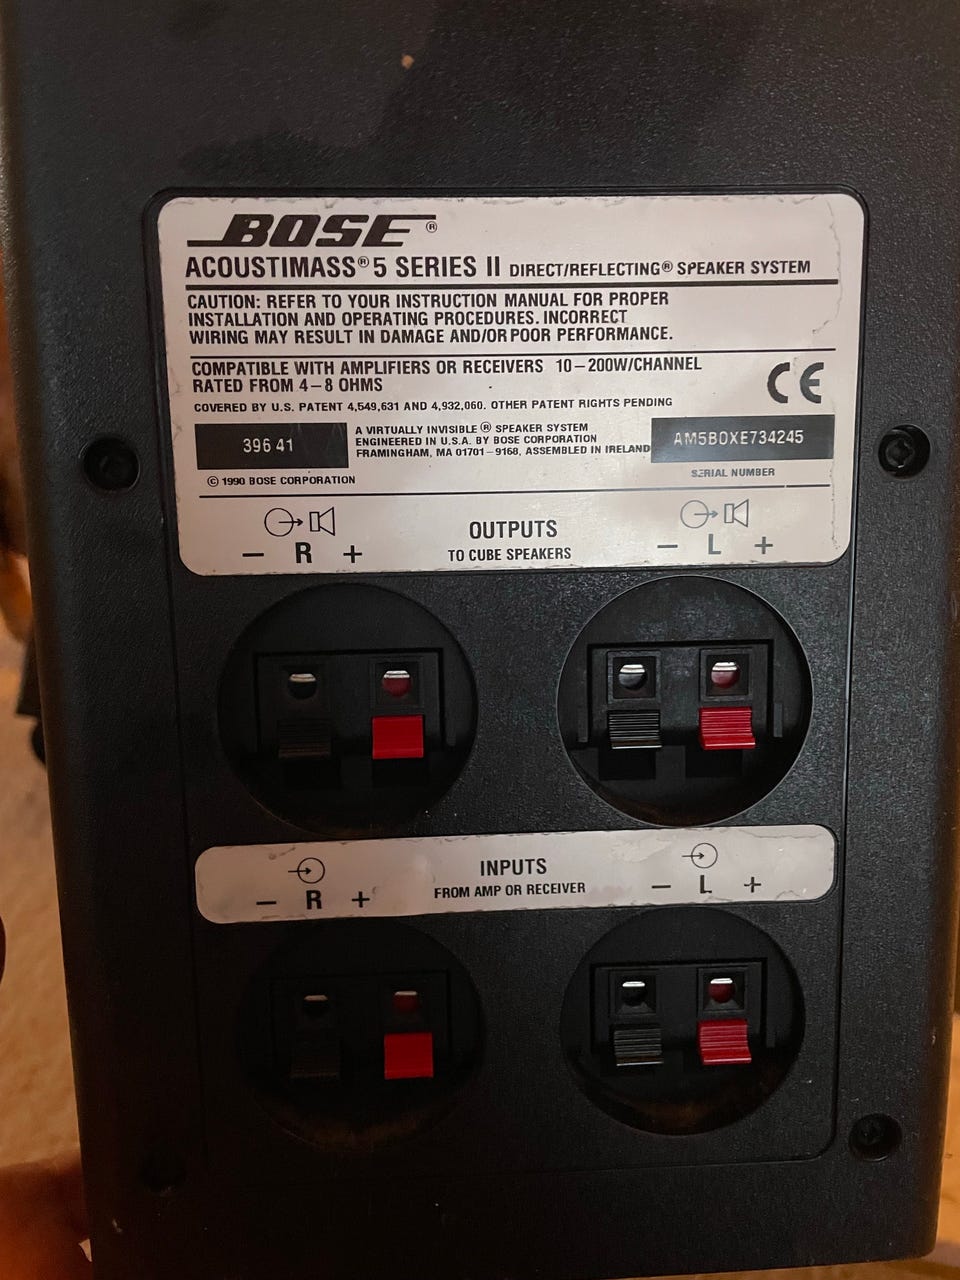 BOSE®
ACOUSTIMASS® 5 SERIES II DIRECT/REFLECTING® SPEAKER SYSTEM
CAUTION: REFER TO YOUR INSTRUCTION MANUAL FOR PROPER
INSTALLATION AND OPERATING PROCEDURES. INCORRECT
WIRING MAY RESULT IN DAMAGE AND/OR POOR PERFORMANCE.
COMPATIBLE WITH AMPLIFIERS OR RECEIVERS 10–200W/CHANNEL
RATED FROM 4–8 OHMS
CE
COVERED BY U.S. PATENT 4,549,631 AND 4,932,060. OTHER PATENT RIGHTS PENDING
396 41
A VIRTUALLY INVISIBLE® SPEAKER SYSTEM
ENGINEERED IN U.S.A. BY BOSE CORPORATION
FRAMINGHAM, MA 01701–9168, ASSEMBLED IN IRELAND
AM5BOXE734245
SERIAL NUMBER
© 1990 BOSE CORPORATION
– R +
OUTPUTS
TO CUBE SPEAKERS
– L +
– R +
INPUTS
FROM AMP OR RECEIVER
– L +